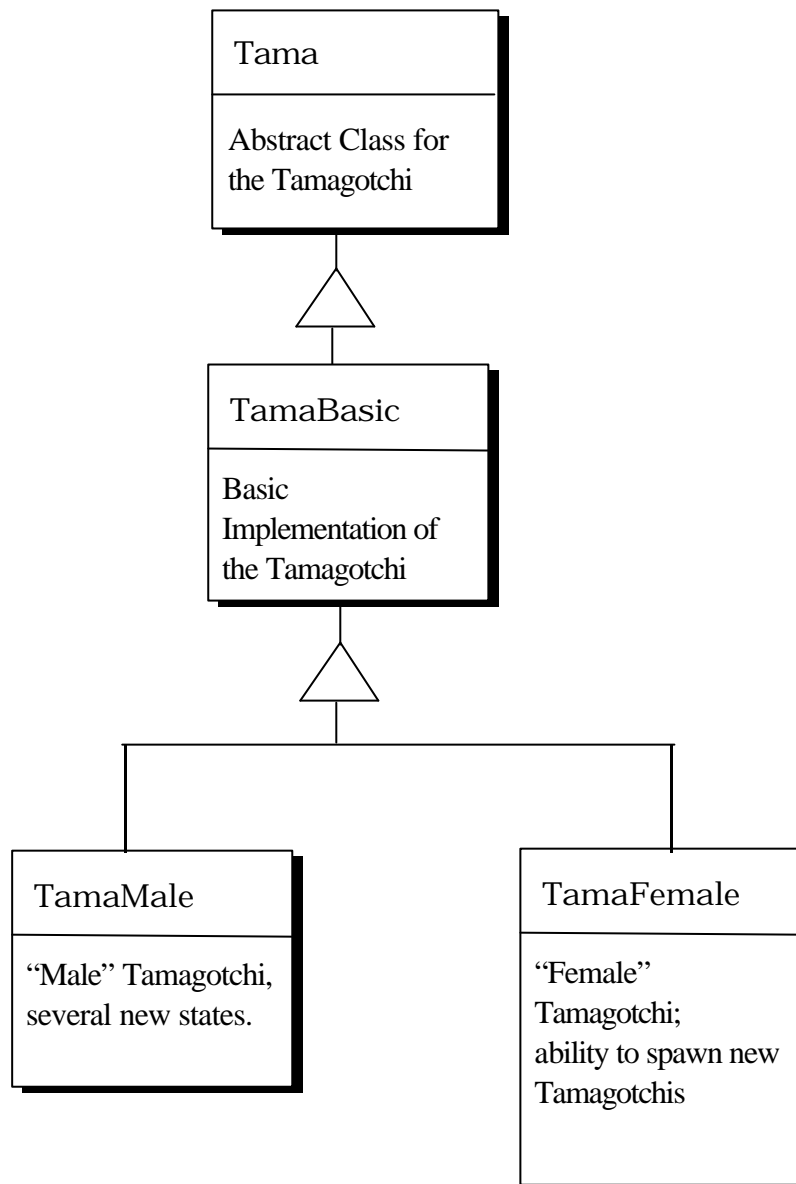 Tama
Abstract Class for
the Tamagotchi
TamaBasic
Basic
Implementation of
the Tamagotchi
TamaMale
“Male” Tamagotchi,
several new states.
TamaFemale
“Female”
Tamagotchi;
ability to spawn new
Tamagotchis